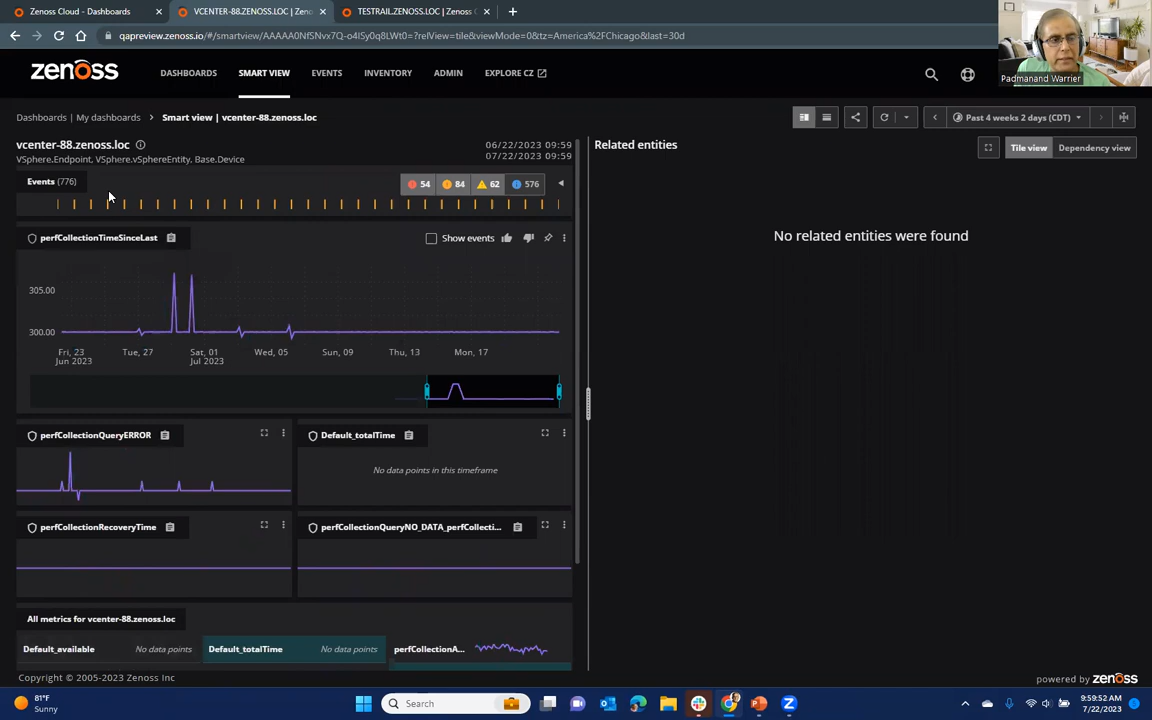 Zenoss Cloud - Dashboards
VCENTER-88.ZENOSS.LOC | Zeno
TESTRAIL.ZENOSS.LOC | Zenoss C
qapreview.zenoss.io/#/smartview/AAAAA0NfSNvx7Q-o4ISy0q8LWt0=?relView=tile&viewMode=0&tz=America%2FChicago&last=30d
Padmanand Warrier
zenoss
DASHBOARDS
SMART VIEW
EVENTS
INVENTORY
ADMIN
EXPLORE CZ
Dashboards | My dashboards
Smart view | vcenter-88.zenoss.loc
Past 4 weeks 2 days (CDT)
vcenter-88.zenoss.loc
VSphere.Endpoint, VSphere.vSphereEntity, Base.Device
06/22/2023 09:59
07/22/2023 09:59
Related entities
Tile view
Dependency view
Events (776)
54
84
62
576
perfCollectionTimeSinceLast
Show events
No related entities were found
305.00
300.00
Fri, 23
Jun 2023
Tue, 27
Sat, 01
Jul 2023
Wed, 05
Sun, 09
Thu, 13
Mon, 17
perfCollectionQueryERROR
Default_totalTime
No data points in this timeframe
perfCollectionRecoveryTime
perfCollectionQueryNO_DATA_perfCollecti...
All metrics for vcenter-88.zenoss.loc
Default_available
No data points
Default_totalTime
No data points
perfCollectionA...
Copyright © 2005-2023 Zenoss Inc
powered by zenoss
81°F
Sunny
Search
9:59:52 AM
7/22/2023